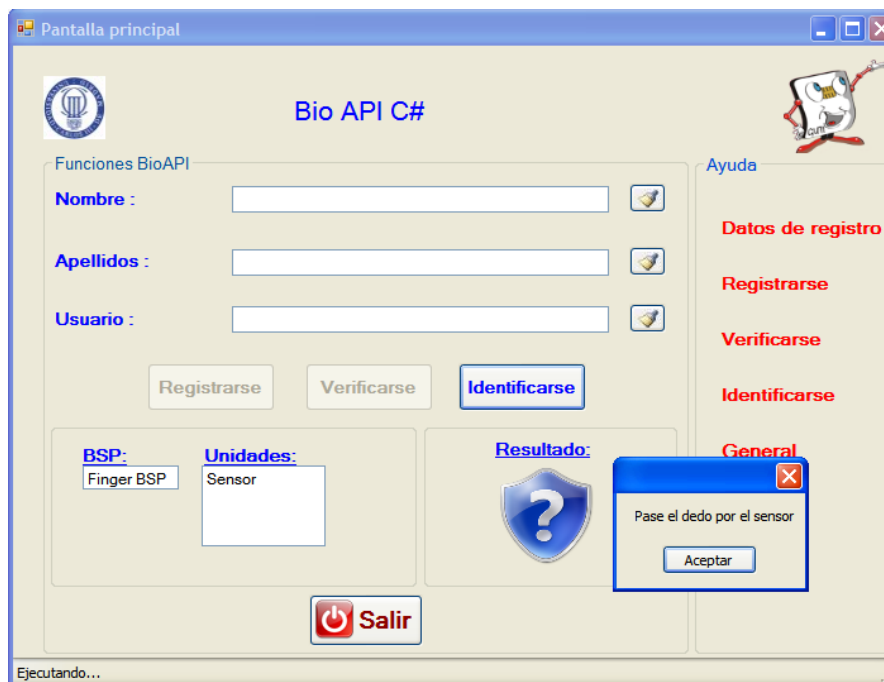 Pantalla principal
Bio API C#
Funciones BioAPI
Nombre :
Apellidos :
Usuario :
Registrarse
Verificarse
Identificarse
BSP:
Finger BSP
Unidades:
Sensor
Resultado:
Ayuda
Datos de registro
Registrarse
Verificarse
Identificarse
General
Pase el dedo por el sensor
Aceptar
Salir
Ejecutando...